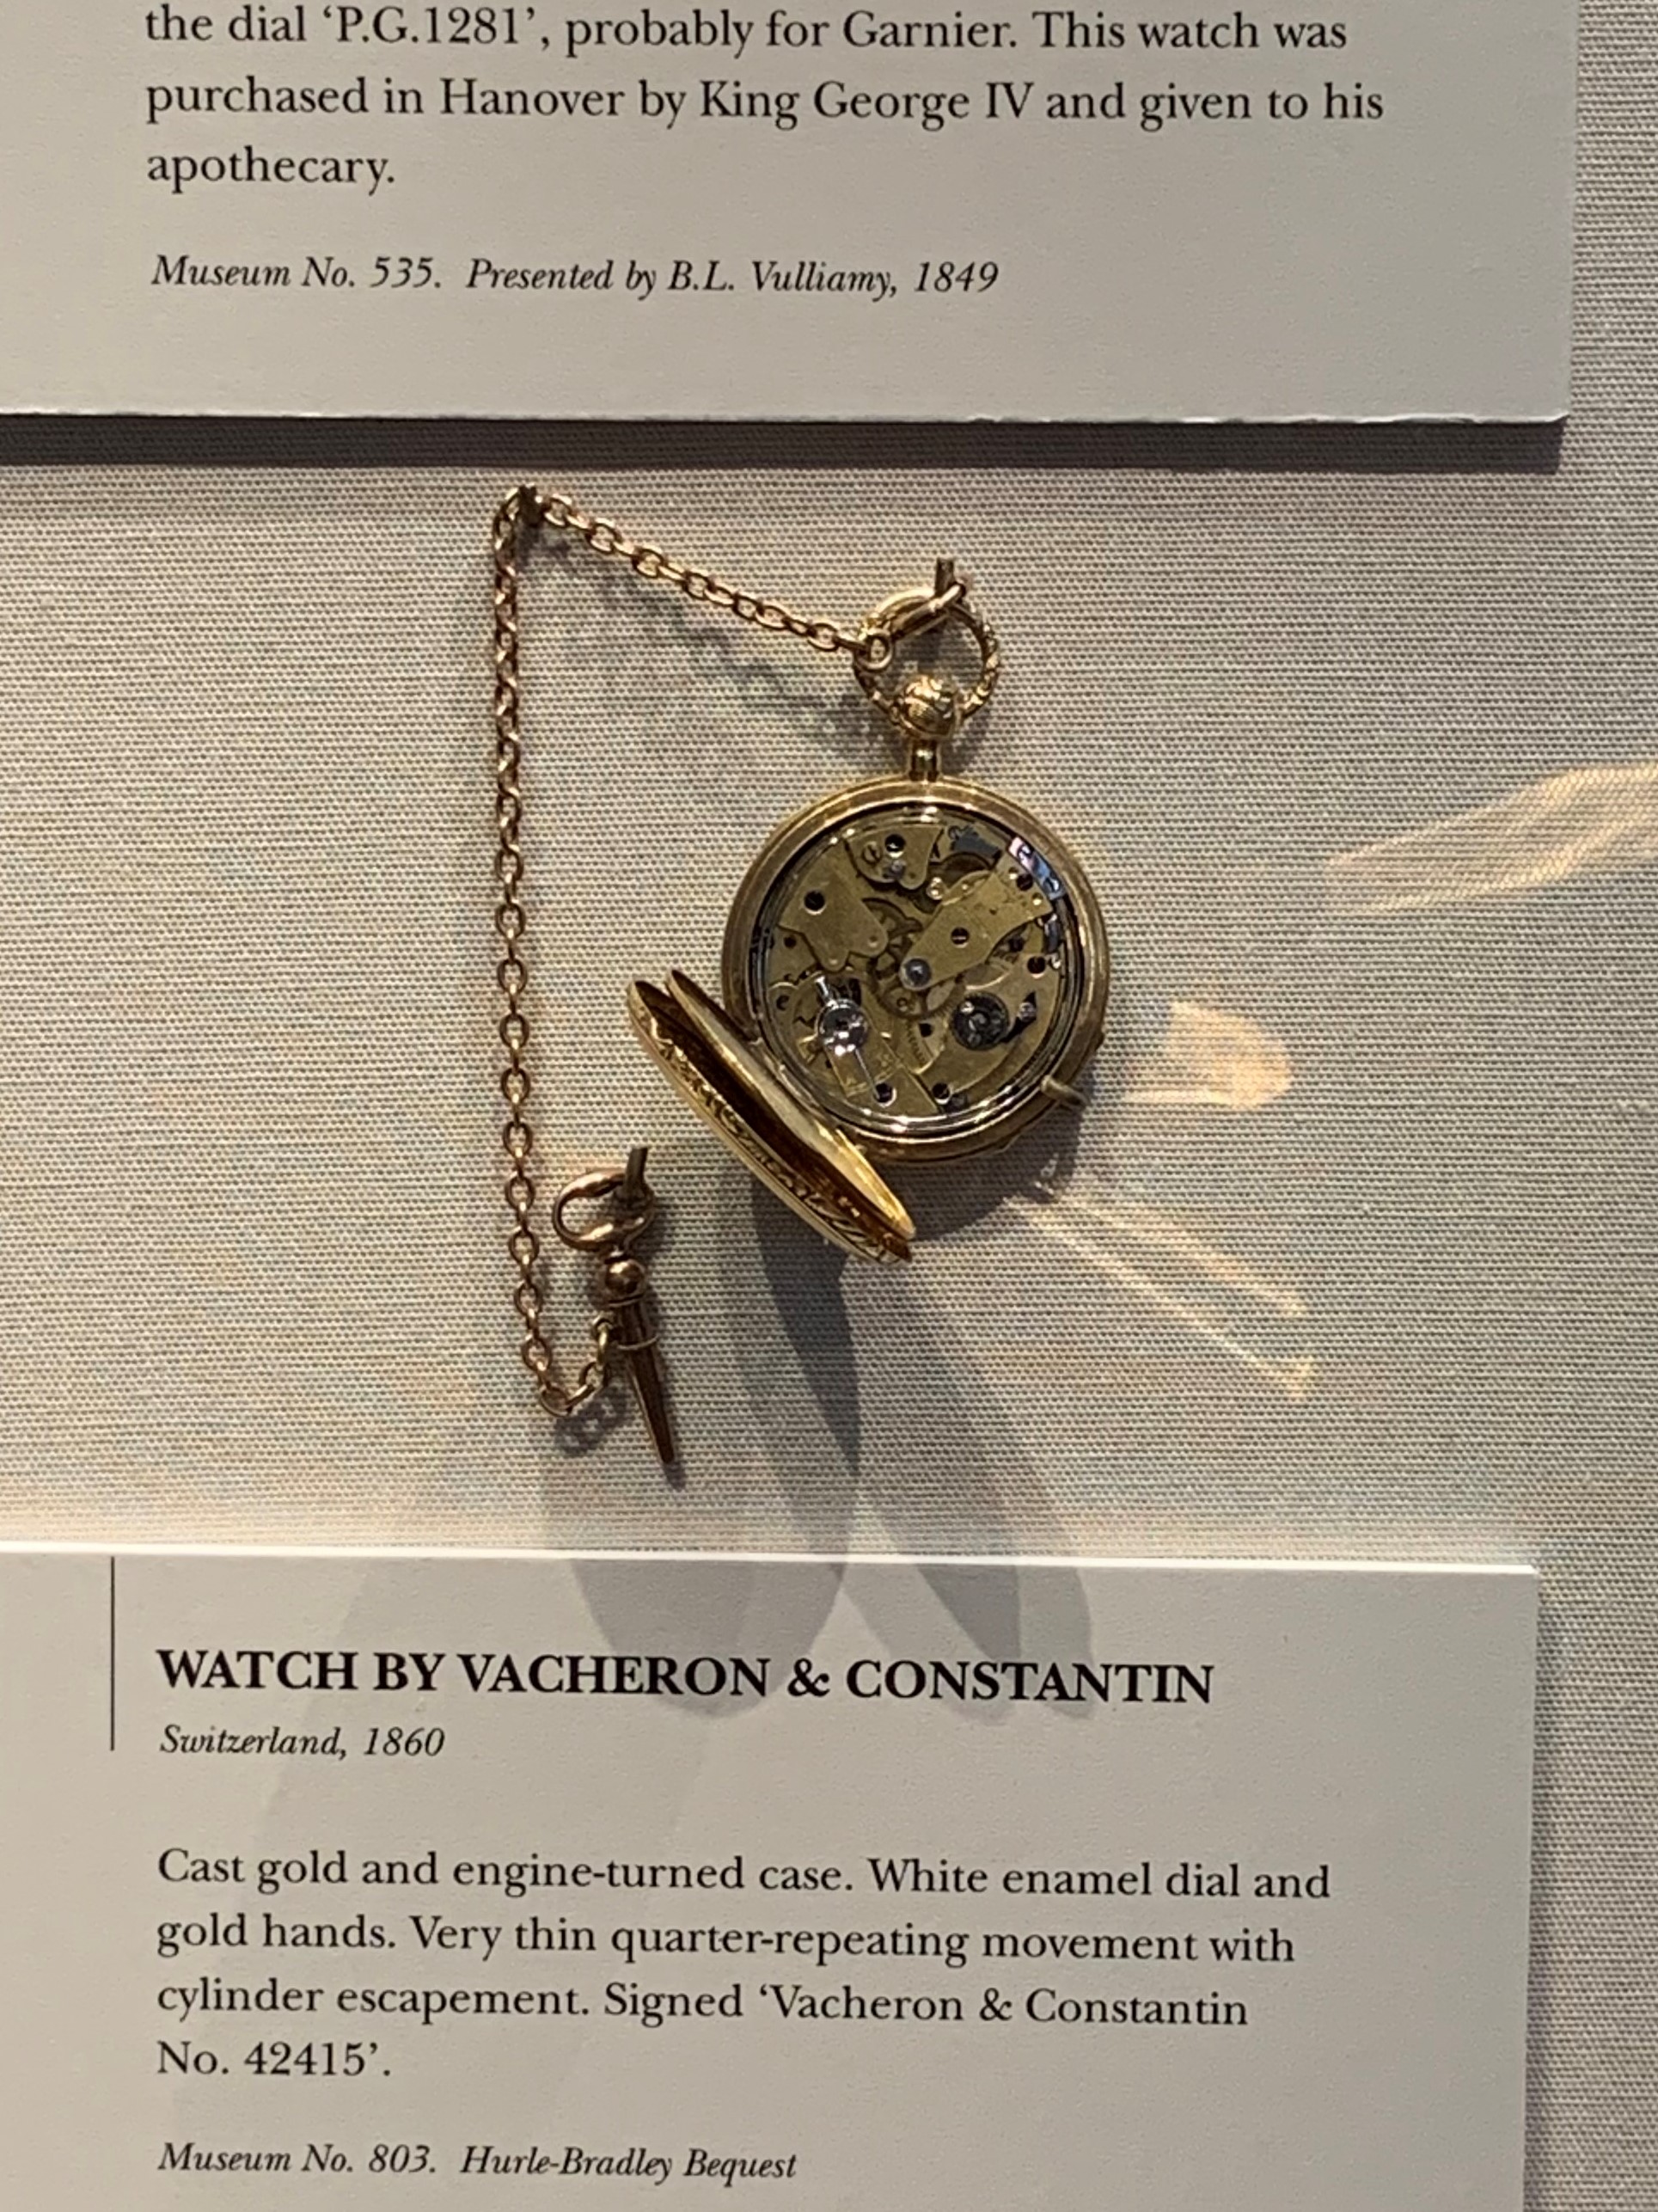 the dial ‘P.G.1281’, probably for Garnier. This watch was
purchased in Hanover by King George IV and given to his
apothecary.
Museum No. 535. Presented by B.L. Vulliamy, 1849
WATCH BY VACHERON & CONSTANTIN
Switzerland, 1860
Cast gold and engine-turned case. White enamel dial and
gold hands. Very thin quarter-repeating movement with
cylinder escapement. Signed ‘Vacheron & Constantin
No. 42415’.
Museum No. 803. Hurle-Bradley Bequest